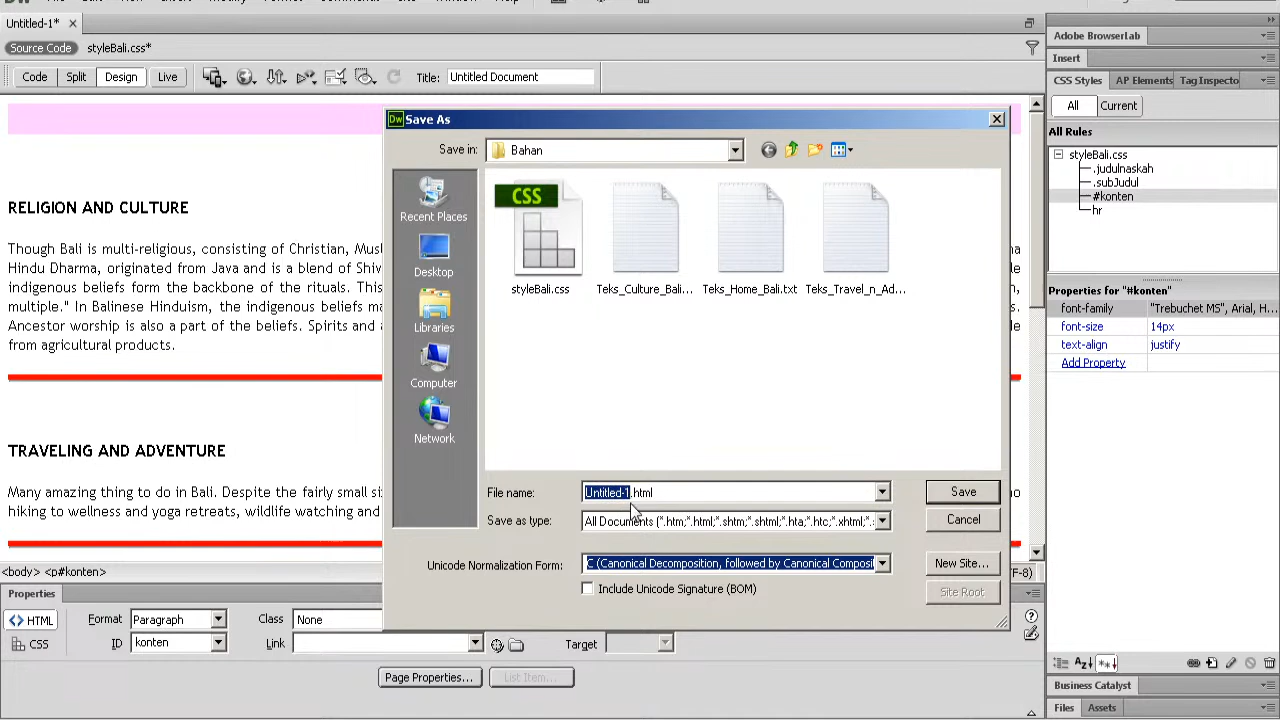 Untitled-1*
Source Code
styleBali.css*
Code Split Design Live Title: Untitled Document
RELIGION AND CULTURE
Though Bali is multi-religious, consisting of Christian,
Hindu Dharma, originated from Java and is a blend of
indigenous beliefs form the backbone of the rituals. This
multiple." In Balinese Hinduism, the indigenous beliefs
Ancestor worship is also a part of the beliefs. Spirits and
from agricultural products.
TRAVELING AND ADVENTURE
Many amazing thing to do in Bali. Despite the fairly small
hiking to wellness and yoga retreats, wildlife watching and
<body> <p#konten>
Dw Save As
Save in: Bahan
Recent Places
Desktop
Libraries
Computer
Network
CSS
styleBali.css
Teks_Culture_Bali...
Teks_Home_Bali.txt
Teks_Travel_n_Ad...
File name: Untitled-1.html
Save
Save as type: All Documents (*.htm;*.html;*.shtm;*.shtml;*.hta;*.htc;*.xhtml;*.
Cancel
Unicode Normalization Form: C (Canonical Decomposition, followed by Canonical Composi
New Site...
Include Unicode Signature (BOM)
Site Root
Adobe BrowserLab
Insert
CSS Styles AP Elements Tag Inspecto
All Current
All Rules
styleBali.css
.judulnaskah
.subJudul
#konten
hr
Properties for "#konten"
font-family "Trebuchet MS", Arial, H...
font-size 14px
text-align justify
Add Property
Properties
<> HTML
CSS
Format Paragraph
ID konten
Class None
Link
Target
Page Properties...
List Item...
Business Catalyst
Files Assets